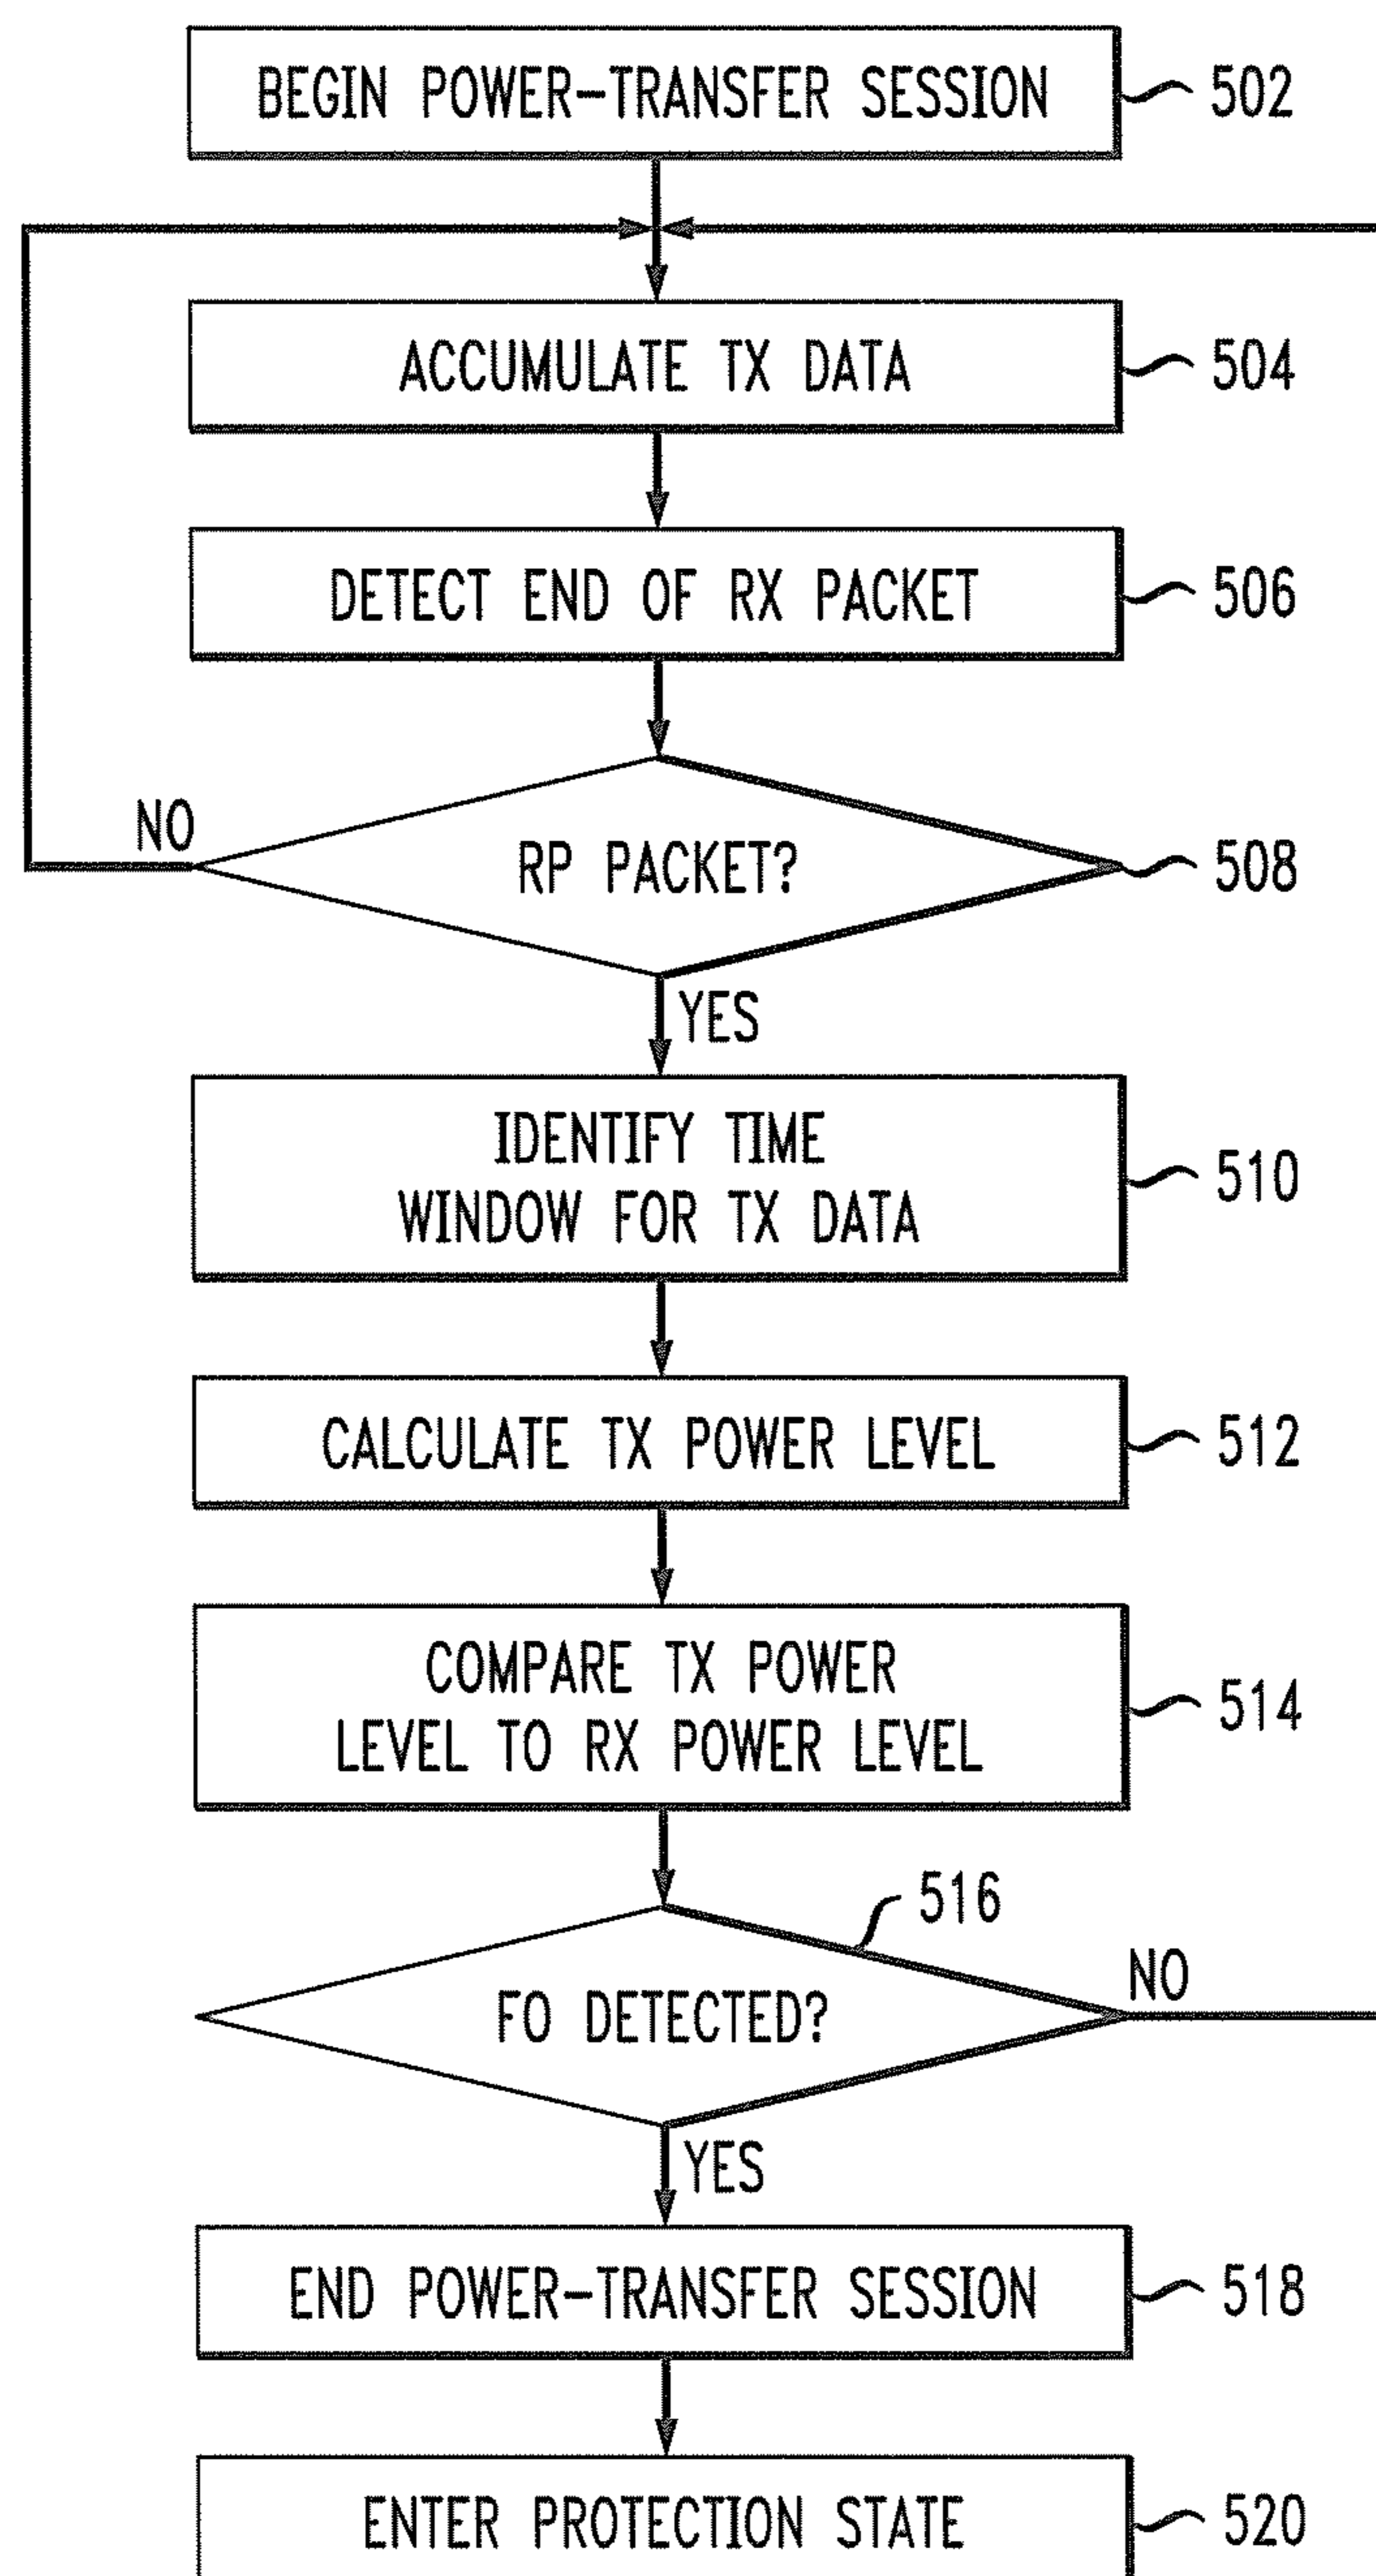 BEGIN POWER-TRANSFER SESSION
502
ACCUMULATE TX DATA
504
DETECT END OF RX PACKET
506
NO
RP PACKET?
508
YES
IDENTIFY TIME
WINDOW FOR TX DATA
510
CALCULATE TX POWER LEVEL
512
COMPARE TX POWER
LEVEL TO RX POWER LEVEL
514
516
FO DETECTED?
NO
YES
END POWER-TRANSFER SESSION
518
ENTER PROTECTION STATE
520